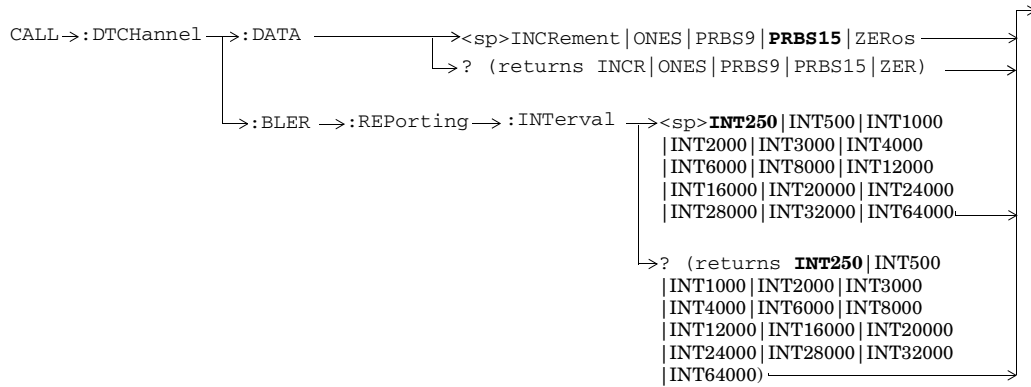 CALL :DTCHannel :DATA <sp>INCRement|ONES|PRBS9|PRBS15|ZERos
? (returns INCR|ONES|PRBS9|PRBS15|ZER)
:BLER :REPorting :INTerval <sp>INT250|INT500|INT1000
|INT2000|INT3000|INT4000
|INT6000|INT8000|INT12000
|INT16000|INT20000|INT24000
|INT28000|INT32000|INT64000
? (returns INT250|INT500
|INT1000|INT2000|INT3000
|INT4000|INT6000|INT8000
|INT12000|INT16000|INT20000
|INT24000|INT28000|INT32000
|INT64000)